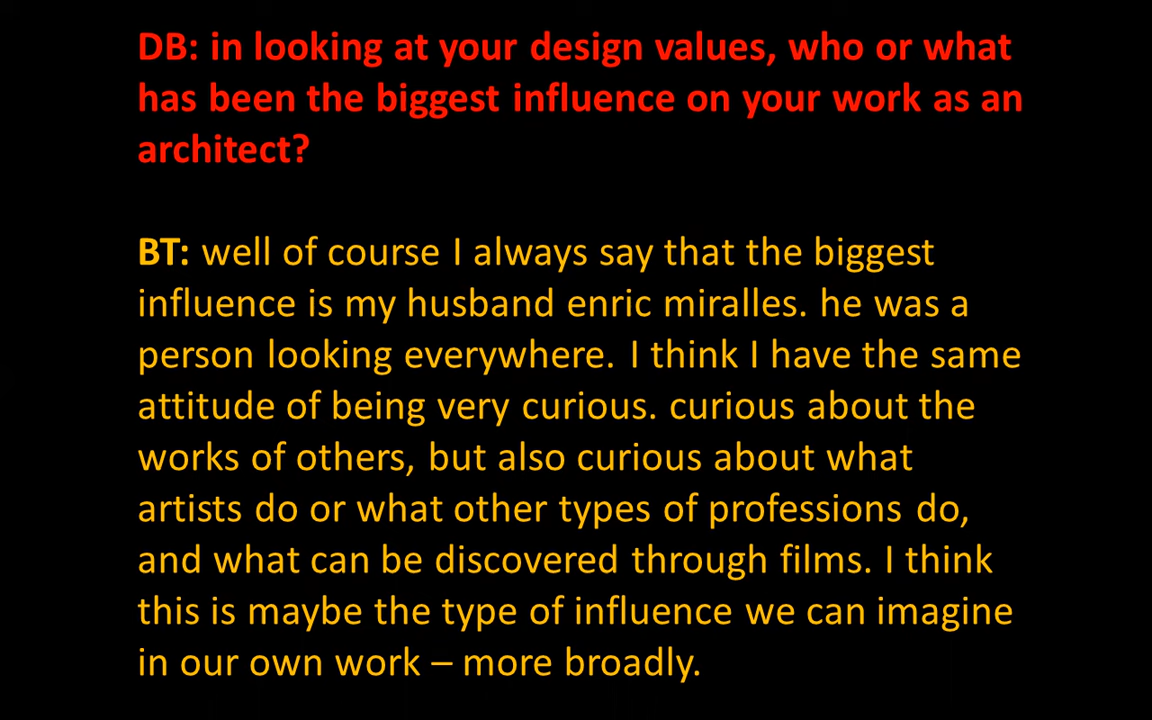 DB: in looking at your design values, who or what
has been the biggest influence on your work as an
architect?
BT: well of course I always say that the biggest
influence is my husband enric miralles. he was a
person looking everywhere. I think I have the same
attitude of being very curious. curious about the
works of others, but also curious about what
artists do or what other types of professions do,
and what can be discovered through films. I think
this is maybe the type of influence we can imagine
in our own work – more broadly.